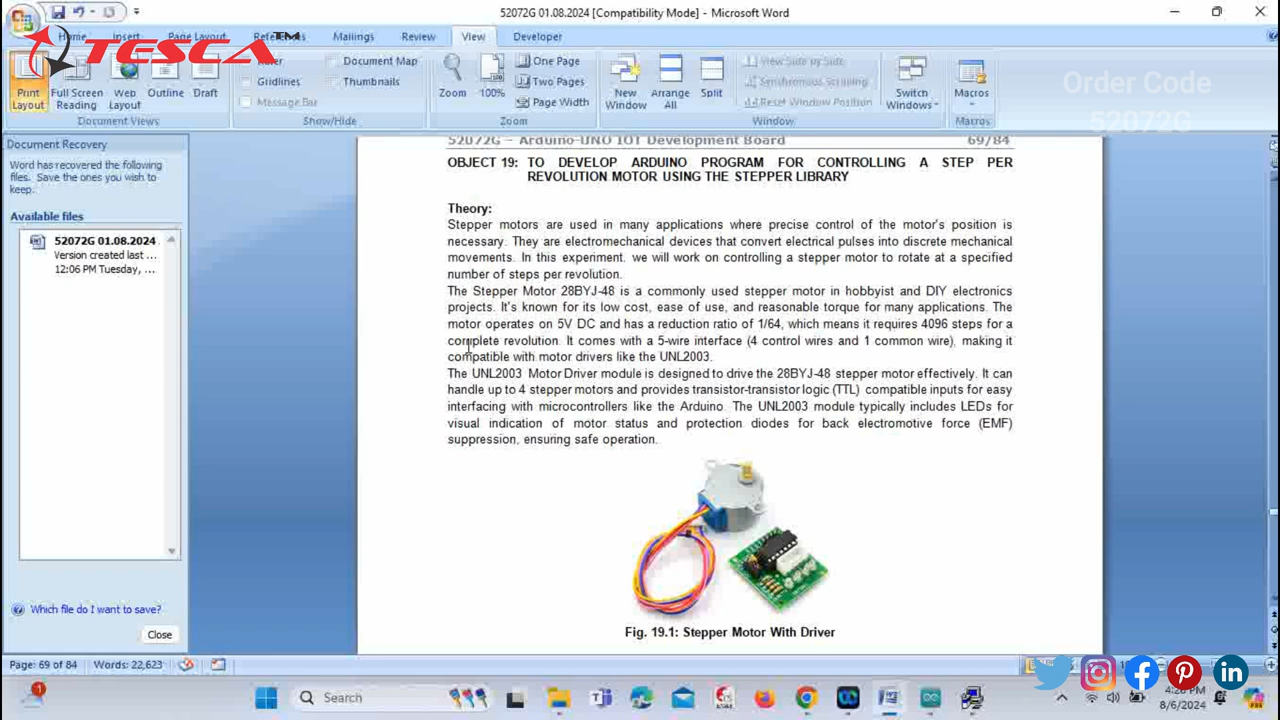 52072G 01.08.2024 [Compatibility Mode] - Microsoft Word
Home Insert Page Layout References Mailings Review View Developer
TESCA TM
Print Layout
Full Screen Reading
Web Layout
Outline
Draft
Document Views
Ruler
Gridlines
Message Bar
Document Map
Thumbnails
Show/Hide
Zoom
100%
One Page
Two Pages
Page Width
Zoom
New Window
Arrange All
Split
View Side by Side
Synchronous Scrolling
Reset Window Position
Window
Switch Windows
Macros
Macros
Order Code
52072G
Document Recovery
Word has recovered the following
files. Save the ones you wish to
keep.
Available files
52072G 01.08.2024
Version created last ...
12:06 PM Tuesday, ...
Which file do I want to save?
Close
52072G – Arduino-UNO IOT Development Board 69/84
OBJECT 19: TO DEVELOP ARDUINO PROGRAM FOR CONTROLLING A STEP PER
REVOLUTION MOTOR USING THE STEPPER LIBRARY
Theory:
Stepper motors are used in many applications where precise control of the motor's position is
necessary. They are electromechanical devices that convert electrical pulses into discrete mechanical
movements. In this experiment, we will work on controlling a stepper motor to rotate at a specified
number of steps per revolution.
The Stepper Motor 28BYJ-48 is a commonly used stepper motor in hobbyist and DIY electronics
projects. It's known for its low cost, ease of use, and reasonable torque for many applications. The
motor operates on 5V DC and has a reduction ratio of 1/64, which means it requires 4096 steps for a
complete revolution. It comes with a 5-wire interface (4 control wires and 1 common wire), making it
compatible with motor drivers like the UNL2003.
The UNL2003 Motor Driver module is designed to drive the 28BYJ-48 stepper motor effectively. It can
handle up to 4 stepper motors and provides transistor-transistor logic (TTL) compatible inputs for easy
interfacing with microcontrollers like the Arduino. The UNL2003 module typically includes LEDs for
visual indication of motor status and protection diodes for back electromotive force (EMF)
suppression, ensuring safe operation.
Fig. 19.1: Stepper Motor With Driver
Page: 69 of 84 Words: 22,623
Search
8/6/2024